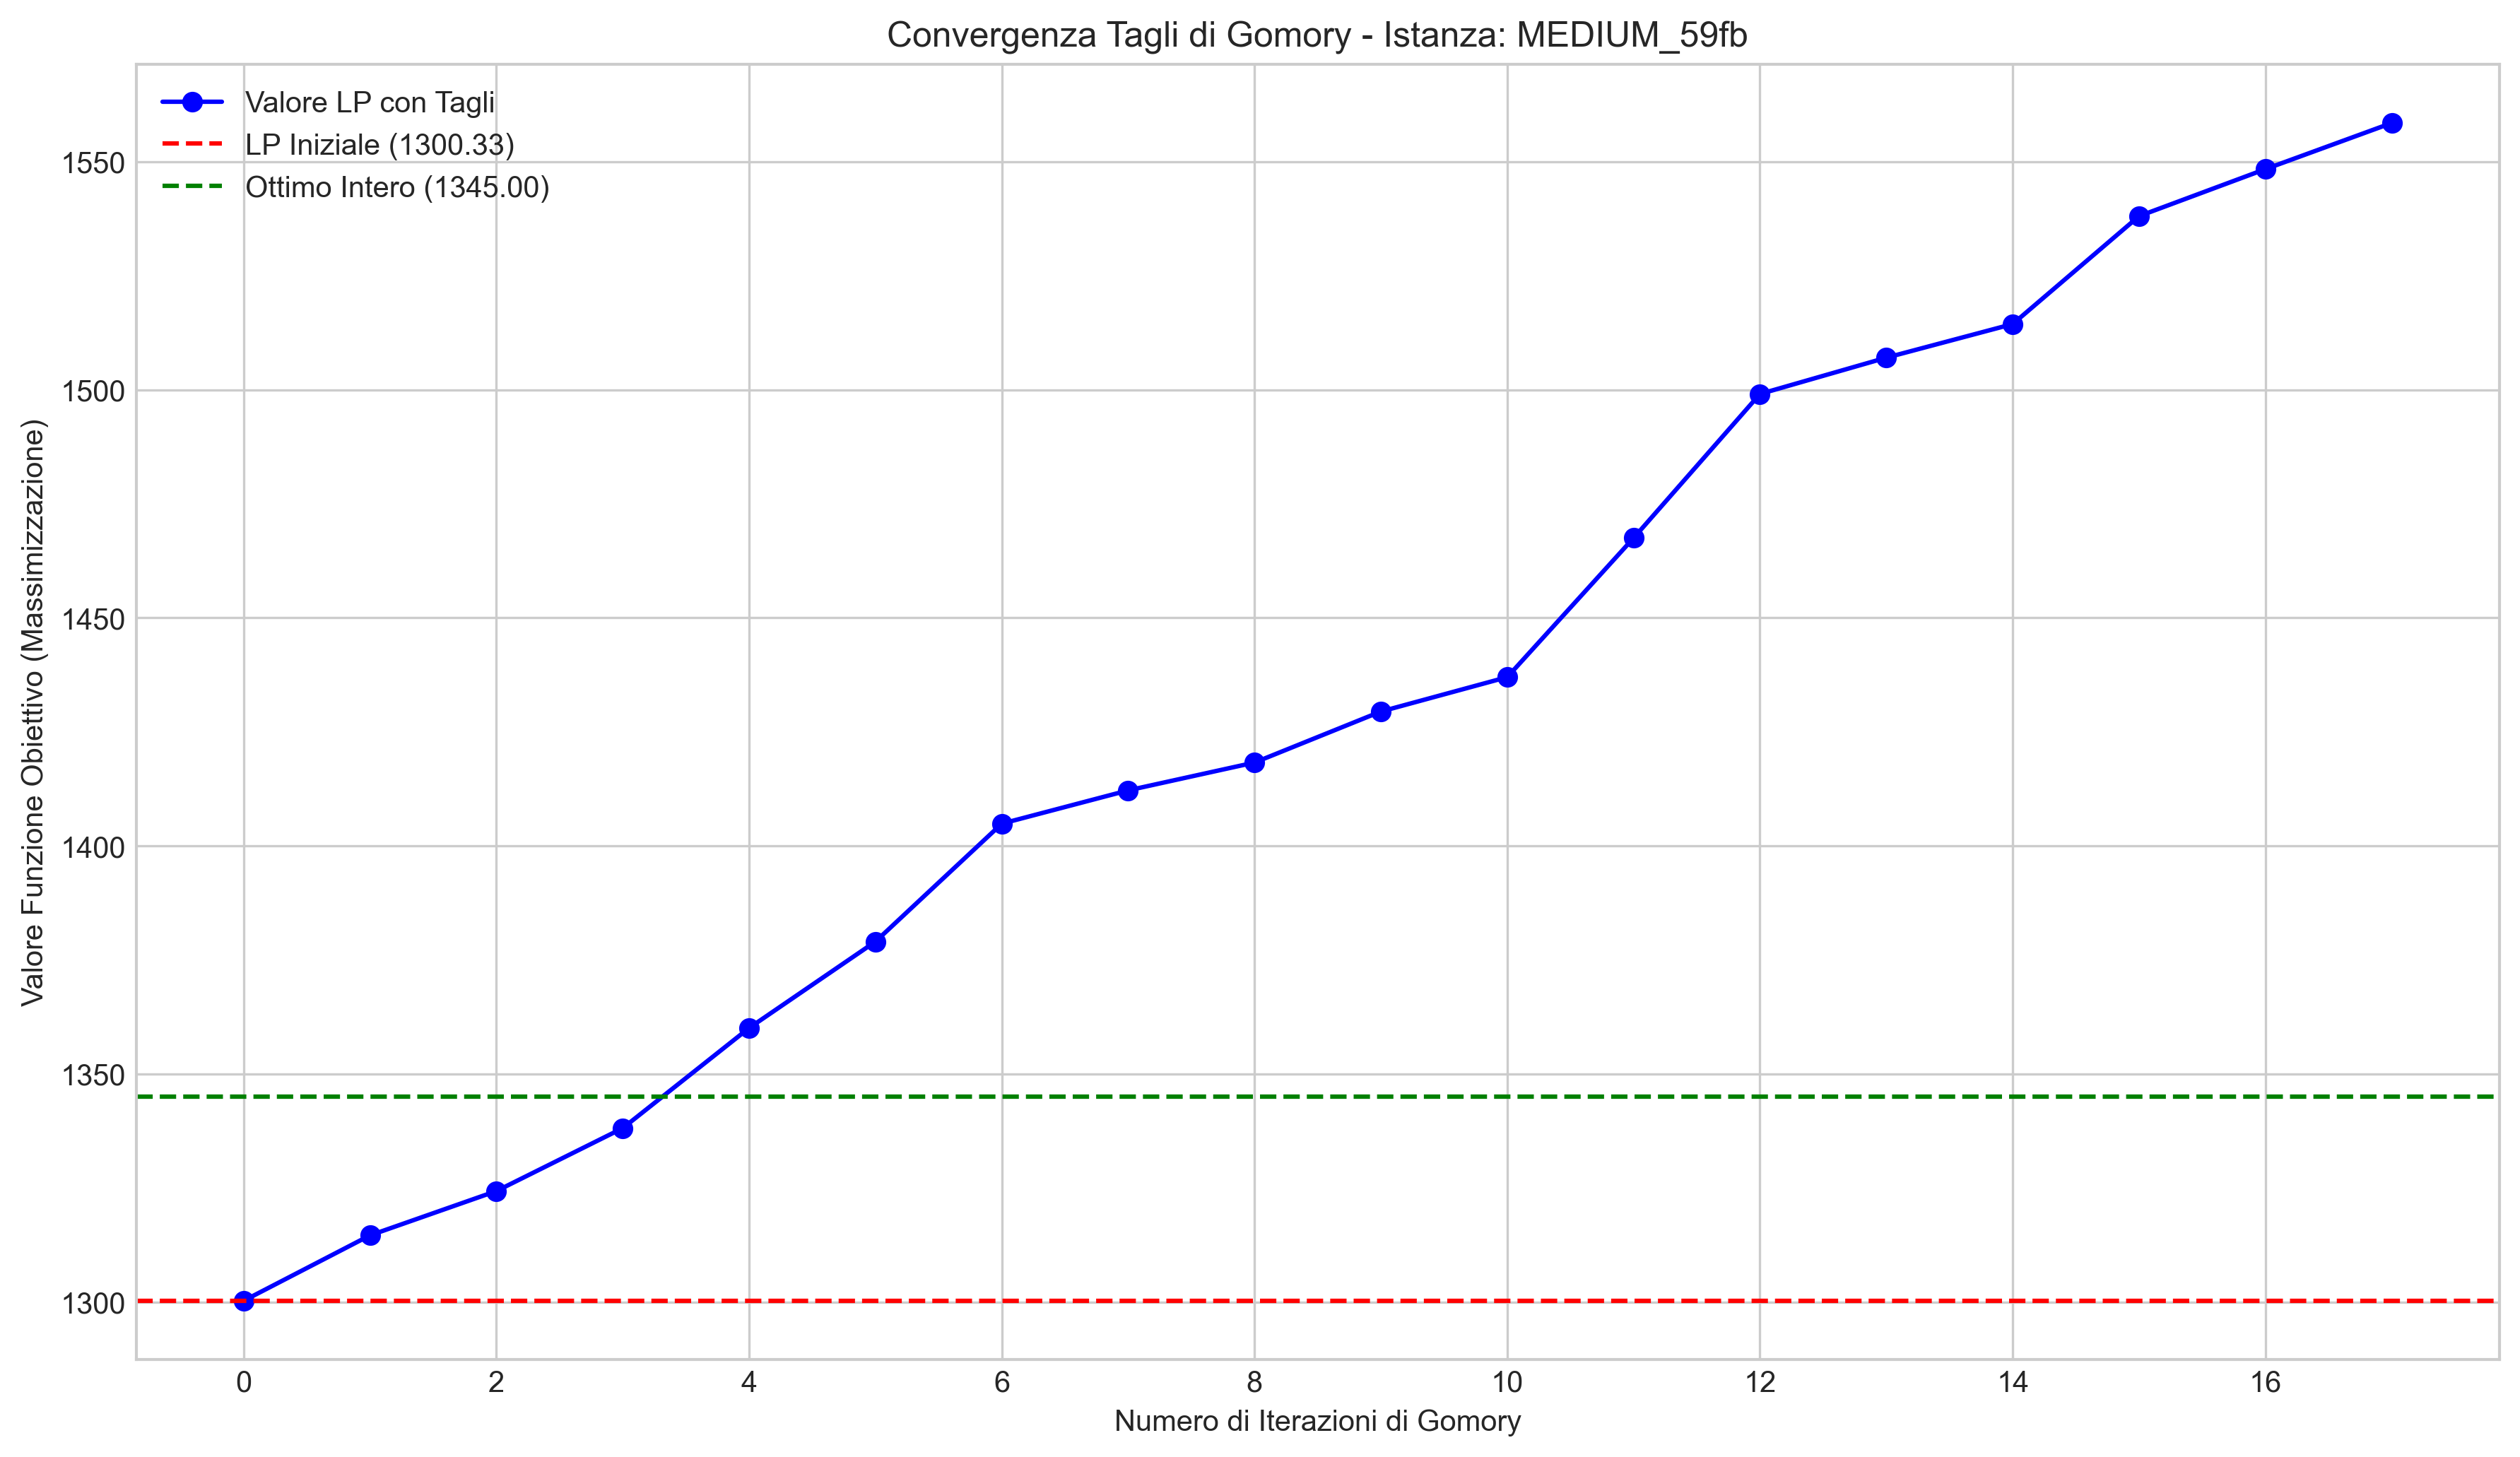 Convergenza Tagli di Gomory - Istanza: MEDIUM_59fb
Valore LP con Tagli
LP Iniziale (1300.33)
Ottimo Intero (1345.00)
Valore Funzione Obiettivo (Massimizzazione)
1550
1500
1450
1400
1350
1300
0 2 4 6 8 10 12 14 16
Numero di Iterazioni di Gomory